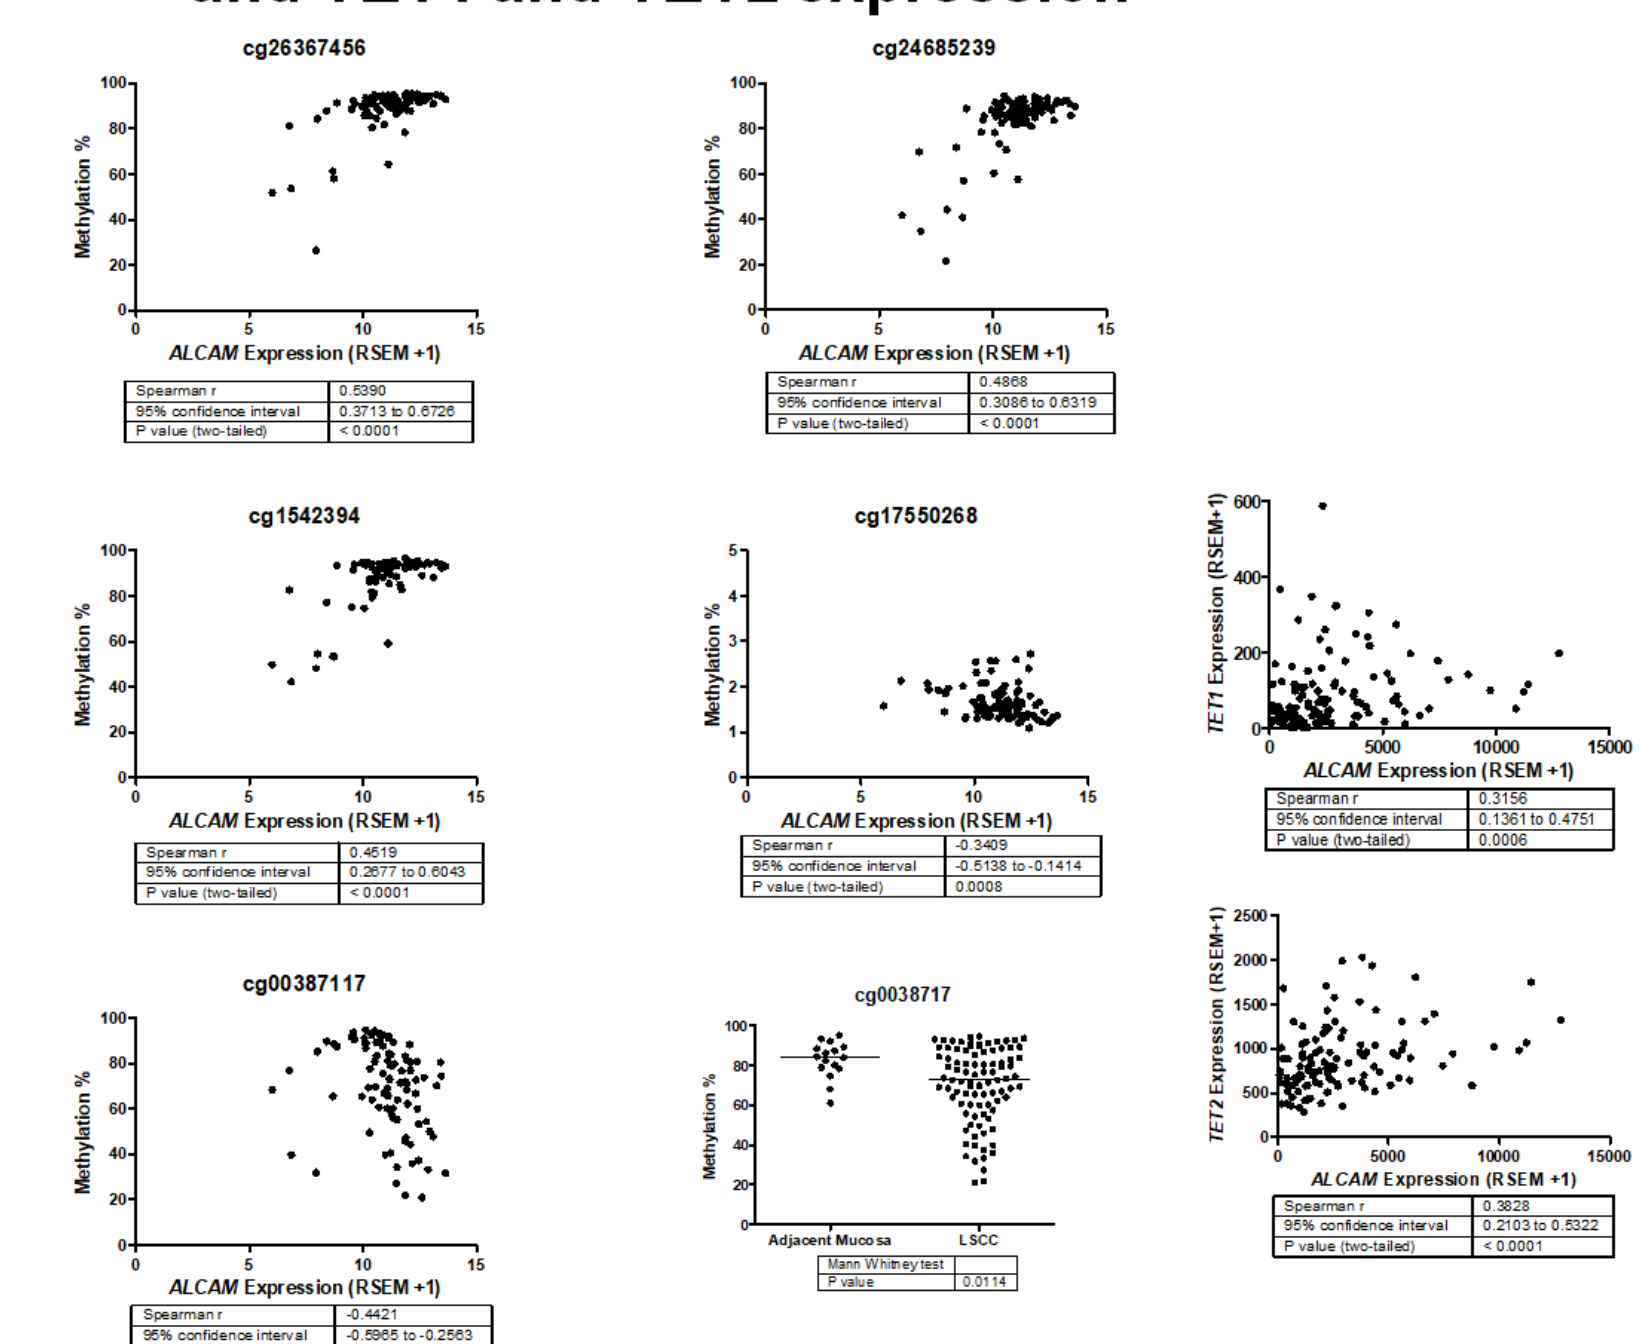 and TET1 and TET2 expression
cg26367456
100
80
60
40
20
0
Methylation %
0 5 10 15
ALCAM Expression (RSEM +1)
Spearman r 0.5390
95% confidence interval 0.3713 to 0.6726
P value (two-tailed) < 0.0001
cg24685239
100
80
60
40
20
0
Methylation %
0 5 10 15
ALCAM Expression (RSEM +1)
Spearman r 0.4868
95% confidence interval 0.3086 to 0.6319
P value (two-tailed) < 0.0001
cg1542394
100
80
60
40
20
0
Methylation %
0 5 10 15
ALCAM Expression (RSEM +1)
Spearman r 0.4519
95% confidence interval 0.2677 to 0.6043
P value (two-tailed) < 0.0001
cg17550268
5
4
3
2
1
0
Methylation %
0 5 10 15
ALCAM Expression (RSEM +1)
Spearman r -0.3409
95% confidence interval -0.5138 to -0.1414
P value (two-tailed) 0.0008
600
400
200
0
TET1 Expression (RSEM+1)
0 5000 10000 15000
ALCAM Expression (RSEM +1)
Spearman r 0.3156
95% confidence interval 0.1361 to 0.4751
P value (two-tailed) 0.0006
cg00387117
100
80
60
40
20
0
Methylation %
0 5 10 15
ALCAM Expression (RSEM +1)
Spearman r -0.4421
95% confidence interval -0.5965 to -0.2563
cg0038717
100
80
60
40
20
0
Methylation %
Adjacent Mucosa LSCC
Mann Whitney test
P value 0.0114
2500
2000
1500
1000
500
0
TET2 Expression (RSEM+1)
0 5000 10000 15000
ALCAM Expression (RSEM +1)
Spearman r 0.3828
95% confidence interval 0.2103 to 0.5322
P value (two-tailed) < 0.0001